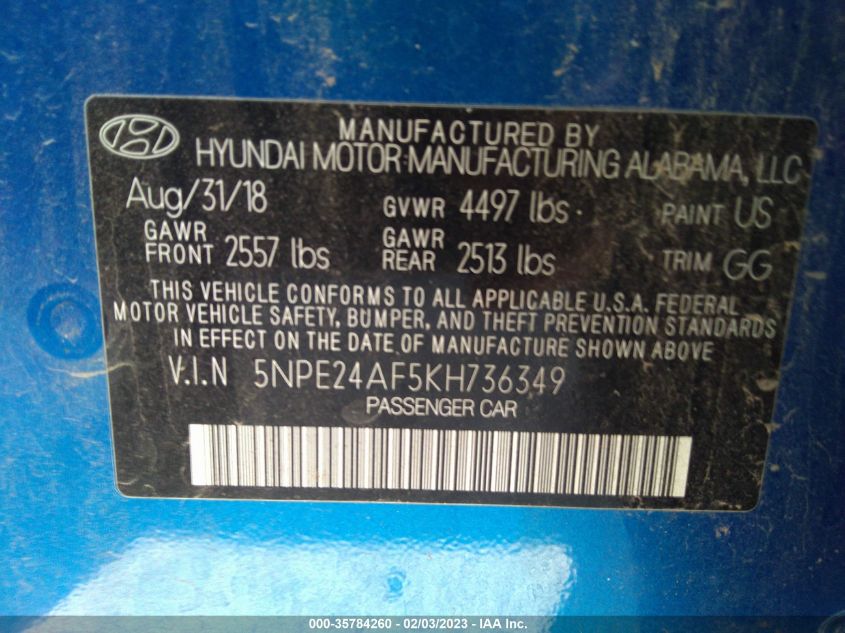 MANUFACTURED BY
HYUNDAI MOTOR MANUFACTURING ALABAMA, LLC
Aug/31/18 GVWR 4497 lbs PAINT US
GAWR FRONT 2557 lbs GAWR REAR 2513 lbs TRIM GG
THIS VEHICLE CONFORMS TO ALL APPLICABLE U.S.A. FEDERAL
MOTOR VEHICLE SAFETY, BUMPER, AND THEFT PREVENTION STANDARDS
IN EFFECT ON THE DATE OF MANUFACTURE SHOWN ABOVE
V.I.N 5NPE24AF5KH736349
PASSENGER CAR
000-35784260 - 02/03/2023 - IAA Inc.